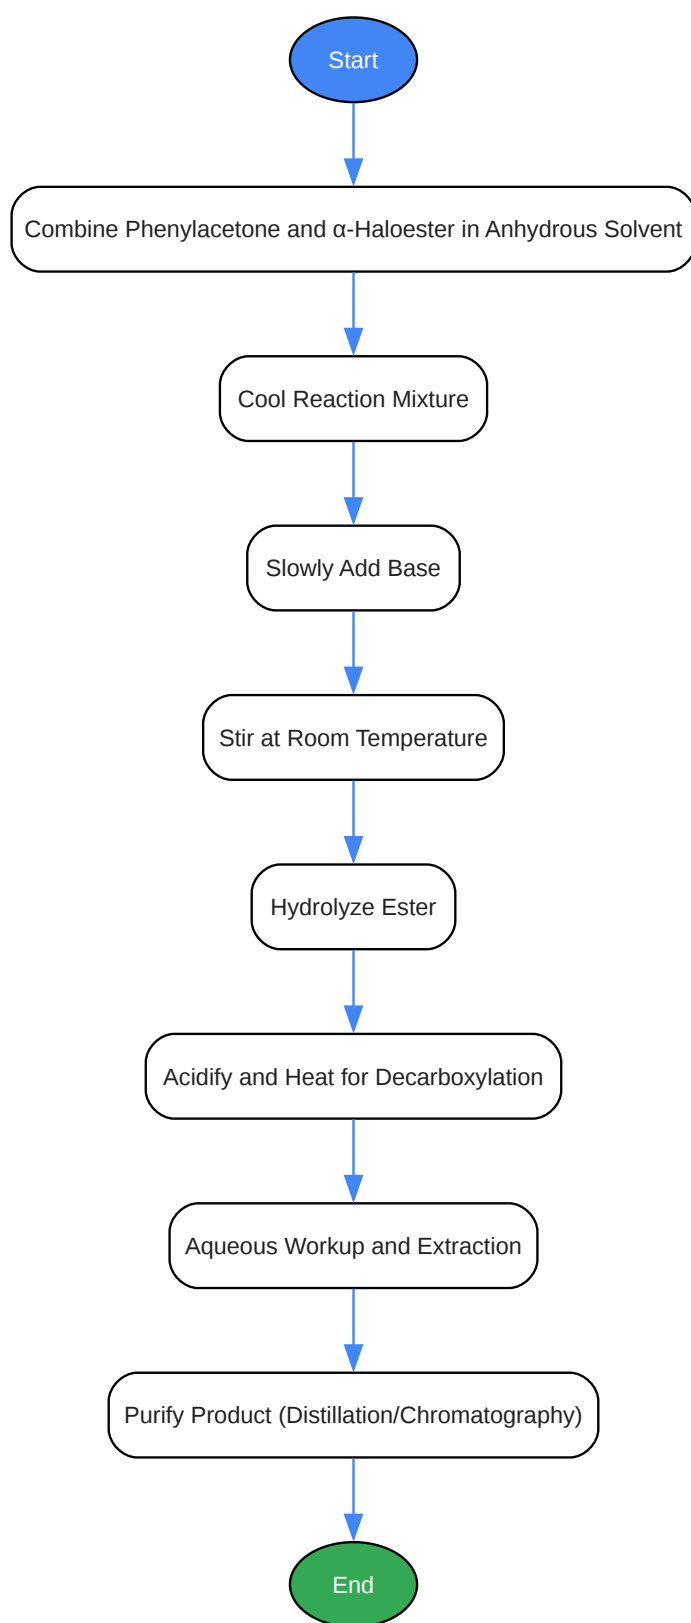 Start
Combine Phenylacetone and α-Haloester in Anhydrous Solvent
Cool Reaction Mixture
Slowly Add Base
Stir at Room Temperature
Hydrolyze Ester
Acidify and Heat for Decarboxylation
Aqueous Workup and Extraction
Purify Product (Distillation/Chromatography)
End